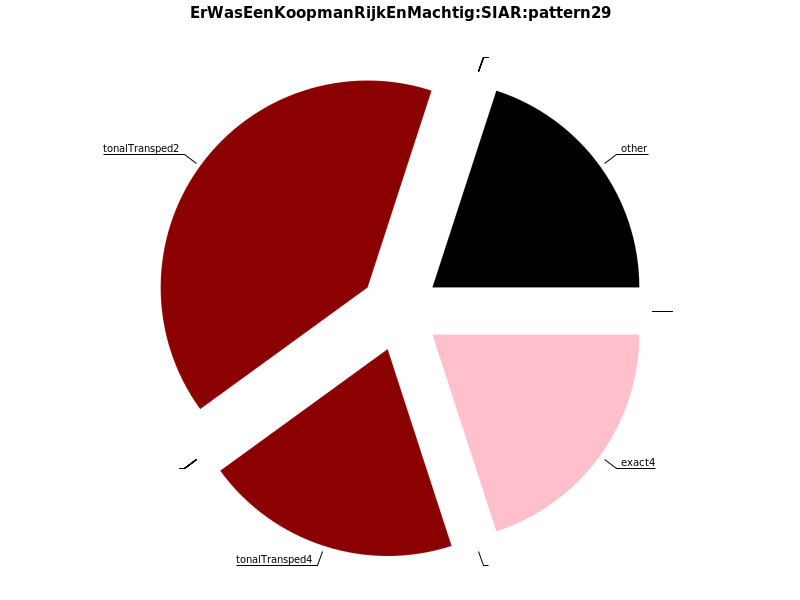 ErWasEenKoopmanRijkEnMachtig:SIAR:pattern29
tonalTransped2
other
exact4
tonalTransped4